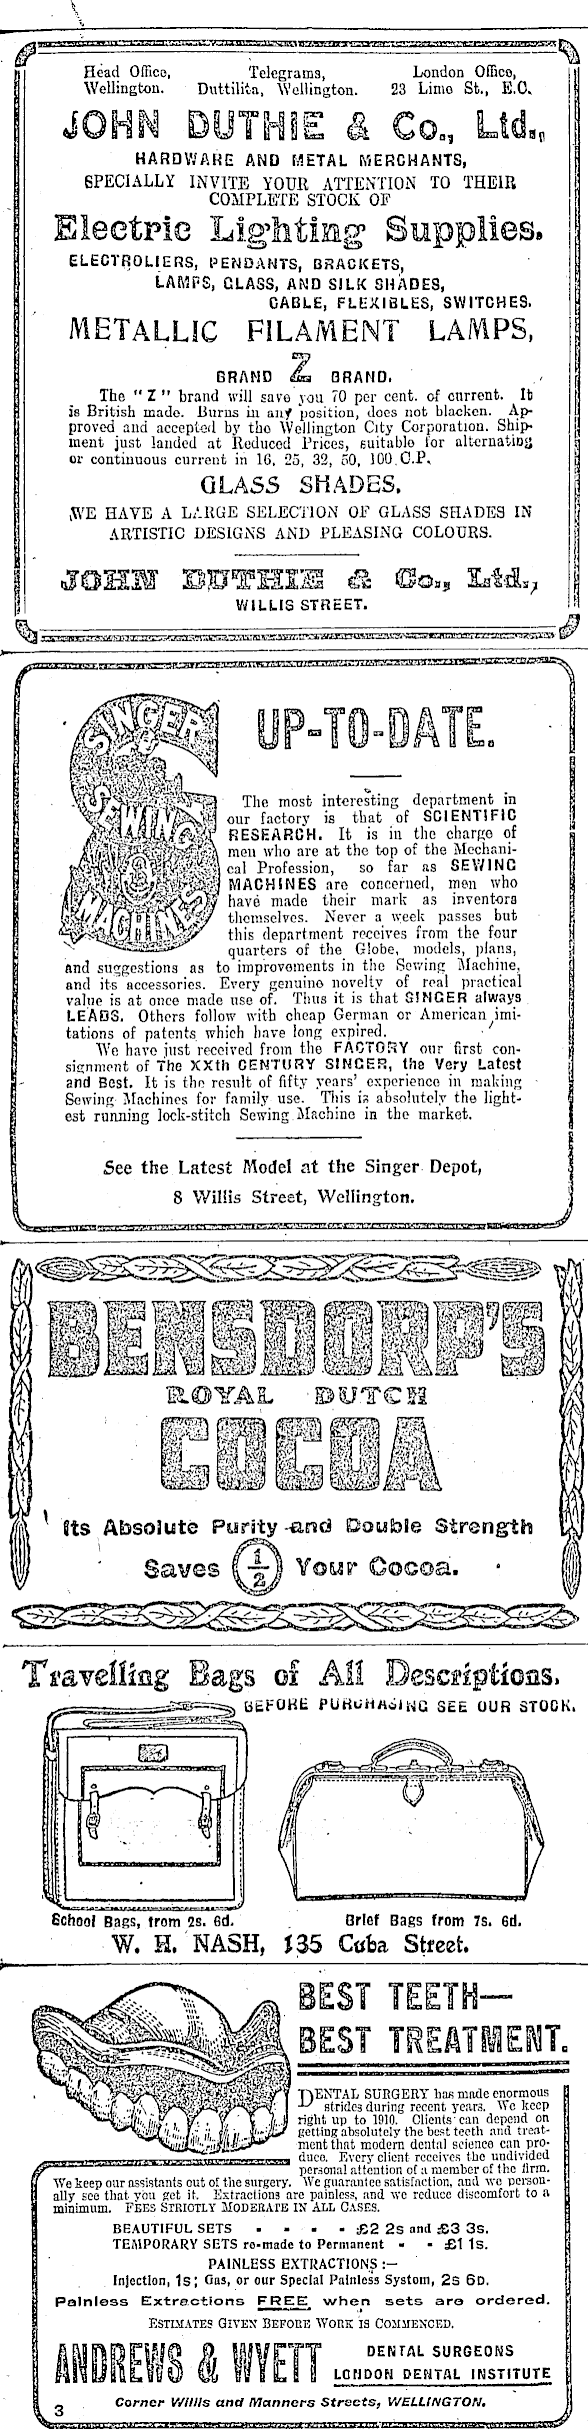 Head Office, Telegrams, London Office,
Wellington. Duttilita, Wellington. 23 Lime St., E.C.
JOHN DUTHIE & Co., Ltd.,
HARDWARE AND METAL MERCHANTS,
SPECIALLY INVITE YOUR ATTENTION TO THEIR
COMPLETE STOCK OF
Electric Lighting Supplies.
ELECTROLIERS, PENDANTS, BRACKETS,
LAMPS, GLASS, AND SILK SHADES,
CABLE, FLEXIBLES, SWITCHES.
METALLIC FILAMENT LAMPS,
BRAND Z BRAND.
The "Z" brand will save you 70 per cent. of current. It
is British made. Burns in any position, does not blacken. Ap-
proved and accepted by the Wellington City Corporation. Ship-
ment just landed at Reduced Prices, suitable for alternating
or continuous current in 16, 25, 32, 50, 100 C.P.
GLASS SHADES.
WE HAVE A LARGE SELECTION OF GLASS SHADES IN
ARTISTIC DESIGNS AND PLEASING COLOURS.
JOHN DUTHIE & Co., Ltd.,
WILLIS STREET.
SINGER
SEWING
MACHINES
UP-TO-DATE.
The most interesting department in
our factory is that of SCIENTIFIC
RESEARCH. It is in the charge of
men who are at the top of the Mechani-
cal Profession, so far as SEWING
MACHINES are concerned, men who
have made their mark as inventors
themselves. Never a week passes but
this department receives from the four
quarters of the Globe, models, plans,
and suggestions as to improvements in the Sewing Machine,
and its accessories. Every genuine novelty of real practical
value is at once made use of. Thus it is that SINGER always
LEADS. Others follow with cheap German or American imi-
tations of patents which have long expired.
We have just received from the FACTORY our first con-
signment of The XXth CENTURY SINGER, the Very Latest
and Best. It is the result of fifty years' experience in making
Sewing Machines for family use. This is absolutely the light-
est running lock-stitch Sewing Machine in the market.
See the Latest Model at the Singer Depot,
8 Willis Street, Wellington.
BENSDORP'S
ROYAL DUTCH
COCOA
Its Absolute Purity and Double Strength
Saves 1/2 Your Cocoa.
Travelling Bags of All Descriptions.
BEFORE PURCHASING SEE OUR STOCK.
School Bags, from 2s. 6d. Brief Bags from 7s. 6d.
W. H. NASH, 135 Cuba Street.
BEST TEETH—
BEST TREATMENT.
DENTAL SURGERY has made enormous
strides during recent years. We keep
right up to 1910. Clients can depend on
getting absolutely the best teeth and treat-
ment that modern dental science can pro-
duce. Every client receives the undivided
personal attention of a member of the firm.
We keep our assistants out of the surgery. We guarantee satisfaction, and we person-
ally see that you get it. Extractions are painless, and we reduce discomfort to a
minimum. FEES STRICTLY MODERATE IN ALL CASES.
BEAUTIFUL SETS - - - - £2 2s and £3 3s.
TEMPORARY SETS re-made to Permanent - - £1 1s.
PAINLESS EXTRACTIONS:—
Injection, 1s; Gas, or our Special Painless System, 2s 6D.
Painless Extractions FREE when sets are ordered.
ESTIMATES GIVEN BEFORE WORK IS COMMENCED.
ANDREWS & WYETT DENTAL SURGEONS
LONDON DENTAL INSTITUTE
Corner Willis and Manners Streets, WELLINGTON.
3